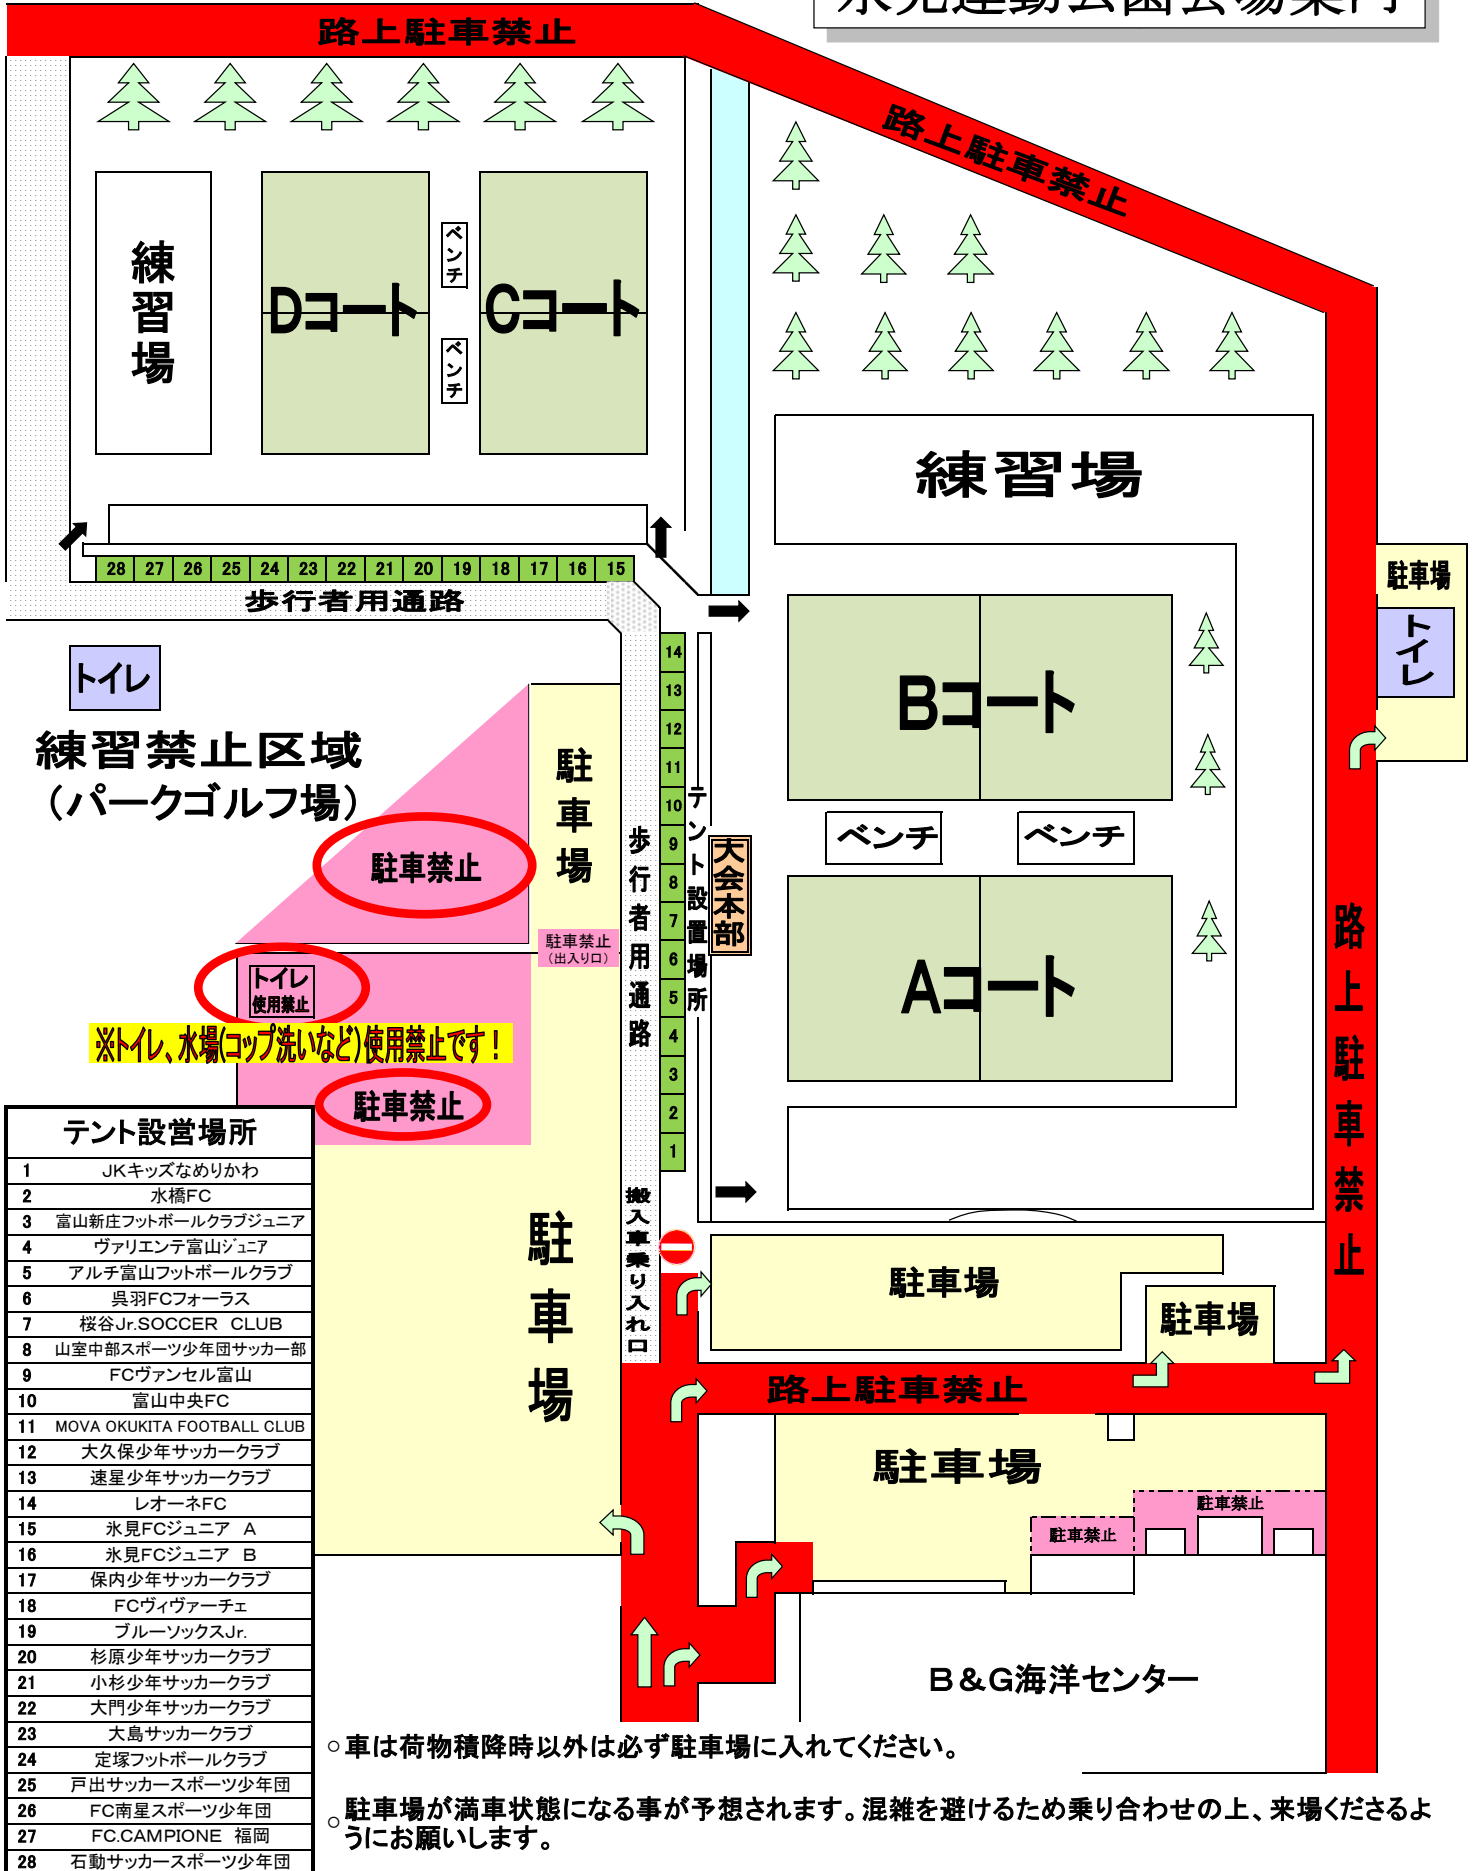 氷見運動公園会場案内
路上駐車禁止
路上駐車禁止
練習場
Dコート
ベンチ
ベンチ
Cコート
練習場
28 27 26 25 24 23 22 21 20 19 18 17 16 15
歩行者用通路
駐車場
トイレ
トイレ
練習禁止区域
（パークゴルフ場）
駐車禁止
駐車場
駐車禁止
（出入り口）
歩行者用通路
14
13
12
11
10
9
8
7
6
5
4
3
2
1
テント設置場所
大会本部
Bコート
ベンチ
ベンチ
Aコート
路上駐車禁止
トイレ
使用禁止
※トイレ、水場(コップ洗いなど)使用禁止です！
駐車禁止
駐車場
搬入車乗り入れ口
駐車場
駐車場
路上駐車禁止
駐車場
駐車禁止
駐車禁止
B＆G海洋センター
テント設営場所
1 JKキッズなめりかわ
2 水橋FC
3 富山新庄フットボールクラブジュニア
4 ヴァリエンテ富山ジュニア
5 アルチ富山フットボールクラブ
6 呉羽FCフォーラス
7 桜谷Jr.SOCCER CLUB
8 山室中部スポーツ少年団サッカー部
9 FCヴァンセル富山
10 富山中央FC
11 MOVA OKUKITA FOOTBALL CLUB
12 大久保少年サッカークラブ
13 速星少年サッカークラブ
14 レオーネFC
15 氷見FCジュニア A
16 氷見FCジュニア B
17 保内少年サッカークラブ
18 FCヴィヴァーチェ
19 ブルーソックスJr.
20 杉原少年サッカークラブ
21 小杉少年サッカークラブ
22 大門少年サッカークラブ
23 大島サッカークラブ
24 定塚フットボールクラブ
25 戸出サッカースポーツ少年団
26 FC南星スポーツ少年団
27 FC.CAMPIONE 福岡
28 石動サッカースポーツ少年団
○車は荷物積降時以外は必ず駐車場に入れてください。
○駐車場が満車状態になる事が予想されます。混雑を避けるため乗り合わせの上、来場くださるよ
うにお願いします。